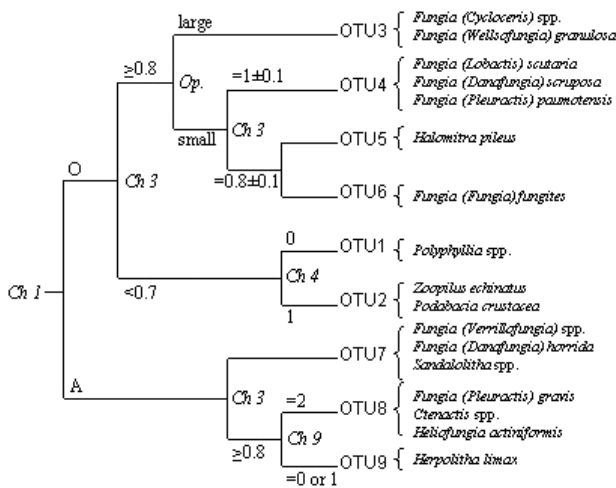 large
OTU3 { Fungia (Cycloceris) spp.
Fungia (Wellsofungia) granulosa
≥0.8
Op.
=1±0.1
OTU4 { Fungia (Lobactis) scutaria
Fungia (Danafungia) scruposa
Fungia (Pleuractis) paumotensis
small
Ch 3
OTU5 { Halomitra pileus
O
Ch 3
=0.8±0.1
OTU6 { Fungia (Fungia) fungites
0
OTU1 { Polyphyllia spp.
Ch 1
<0.7
Ch 4
1
OTU2 { Zoopilus echinatus
Podabacia crustacea
OTU7 { Fungia (Verrillofungia) spp.
Fungia (Danafungia) horrida
Sandalolitha spp.
A
Ch 3
=2
OTU8 { Fungia (Pleuractis) gravis
Ctenactis spp.
Heliofungia actiniformis
≥0.8
Ch 9
=0 or 1
OTU9 { Herpolitha limax